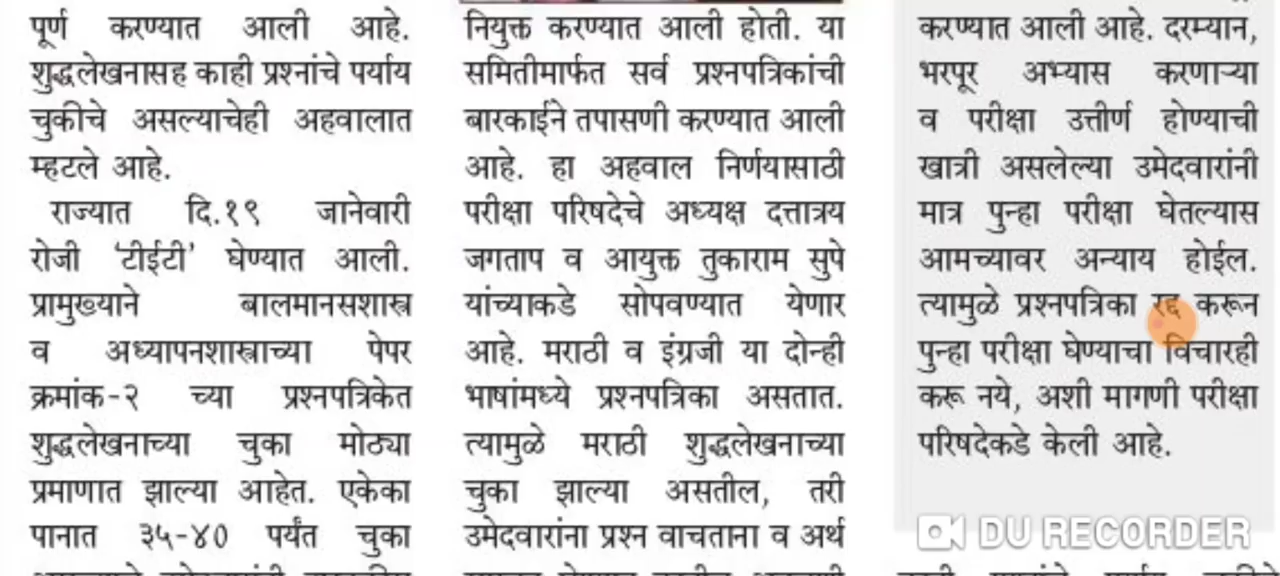 पूर्ण करण्यात आली आहे.
शुद्धलेखनासह काही प्रश्नांचे पर्याय
चुकीचे असल्याचेही अहवालात
म्हटले आहे.
राज्यात दि.१९ जानेवारी
रोजी ‘टीईटी’ घेण्यात आली.
प्रामुख्याने बालमानसशास्त्र
व अध्यापनशास्त्राच्या पेपर
क्रमांक-२ च्या प्रश्नपत्रिकेत
शुद्धलेखनाच्या चुका मोठ्या
प्रमाणात झाल्या आहेत. एकेका
पानात ३५-४० पर्यंत चुका
नियुक्त करण्यात आली होती. या
समितीमार्फत सर्व प्रश्नपत्रिकांची
बारकाईने तपासणी करण्यात आली
आहे. हा अहवाल निर्णयासाठी
परीक्षा परिषदेचे अध्यक्ष दत्तात्रय
जगताप व आयुक्त तुकाराम सुपे
यांच्याकडे सोपवण्यात येणार
आहे. मराठी व इंग्रजी या दोन्ही
भाषांमध्ये प्रश्नपत्रिका असतात.
त्यामुळे मराठी शुद्धलेखनाच्या
चुका झाल्या असतील, तरी
उमेदवारांना प्रश्न वाचताना व अर्थ
करण्यात आली आहे. दरम्यान,
भरपूर अभ्यास करणाऱ्या
व परीक्षा उत्तीर्ण होण्याची
खात्री असलेल्या उमेदवारांनी
मात्र पुन्हा परीक्षा घेतल्यास
आमच्यावर अन्याय होईल.
त्यामुळे प्रश्नपत्रिका रद्द करून
पुन्हा परीक्षा घेण्याचा विचारही
करू नये, अशी मागणी परीक्षा
परिषदेकडे केली आहे.
DU RECORDER